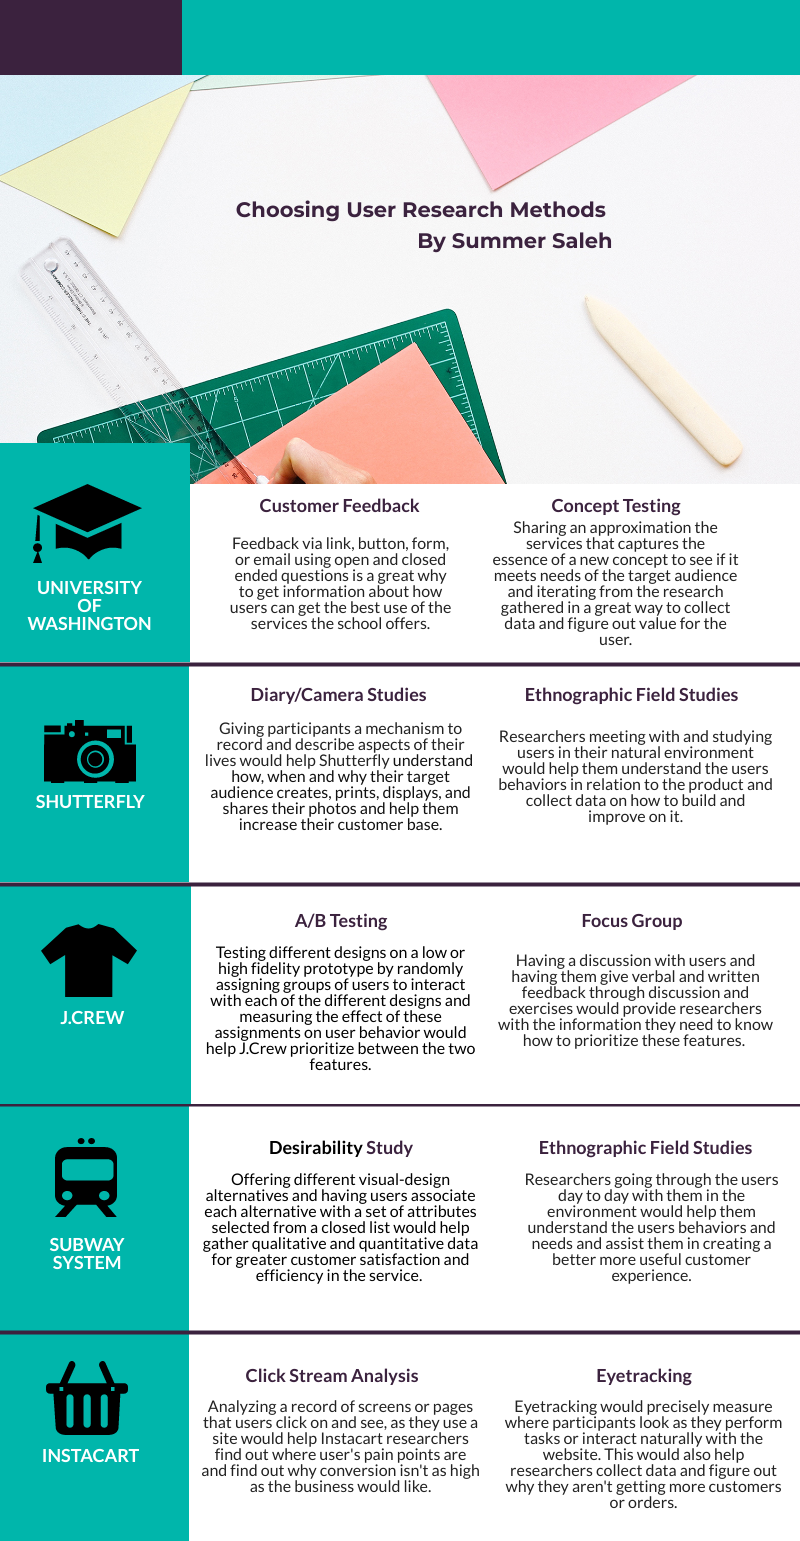 Choosing User Research Methods
By Summer Saleh
UNIVERSITY
OF
WASHINGTON
Customer Feedback
Feedback via link, button, form,
or email using open and closed
ended questions is a great why
to get information about how
users can get the best use of the
services the school offers.
Concept Testing
Sharing an approximation the
services that captures the
essence of a new concept to see if it
meets needs of the target audience
and iterating from the research
gathered in a great way to collect
data and figure out value for the
user.
SHUTTERFLY
Diary/Camera Studies
Giving participants a mechanism to
record and describe aspects of their
lives would help Shutterfly understand
how, when and why their target
audience creates, prints, displays, and
shares their photos and help them
increase their customer base.
Ethnographic Field Studies
Researchers meeting with and studying
users in their natural environment
would help them understand the users
behaviors in relation to the product and
collect data on how to build and
improve on it.
J.CREW
A/B Testing
Testing different designs on a low or
high fidelity prototype by randomly
assigning groups of users to interact
with each of the different designs and
measuring the effect of these
assignments on user behavior would
help J.Crew prioritize between the two
features.
Focus Group
Having a discussion with users and
having them give verbal and written
feedback through discussion and
exercises would provide researchers
with the information they need to know
how to prioritize these features.
SUBWAY
SYSTEM
Desirability Study
Offering different visual-design
alternatives and having users associate
each alternative with a set of attributes
selected from a closed list would help
gather qualitative and quantitative data
for greater customer satisfaction and
efficiency in the service.
Ethnographic Field Studies
Researchers going through the users
day to day with them in the
environment would help them
understand the users behaviors and
needs and assist them in creating a
better more useful customer
experience.
INSTACART
Click Stream Analysis
Analyzing a record of screens or pages
that users click on and see, as they use a
site would help Instacart researchers
find out where user's pain points are
and find out why conversion isn't as high
as the business would like.
Eyetracking
Eyetracking would precisely measure
where participants look as they perform
tasks or interact naturally with the
website. This would also help
researchers collect data and figure out
why they aren't getting more customers
or orders.